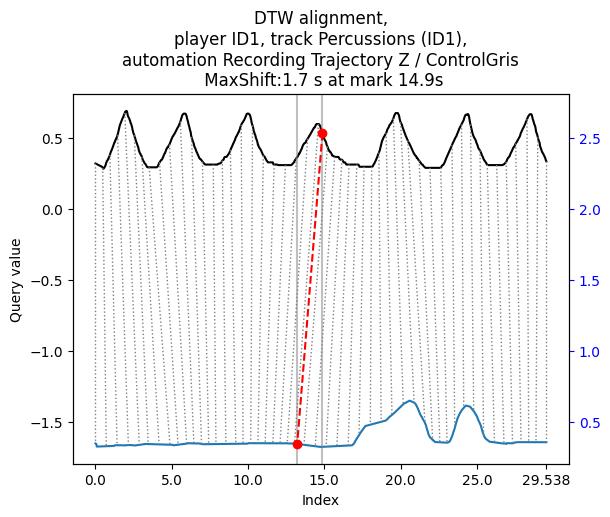 DTW alignment,
player ID1, track Percussions (ID1),
automation Recording Trajectory Z / ControlGris
MaxShift:1.7 s at mark 14.9s
Query value
0.5
0.0
−0.5
−1.0
−1.5
2.5
2.0
1.5
1.0
0.5
0.0 5.0 10.0 15.0 20.0 25.0 29.538
Index